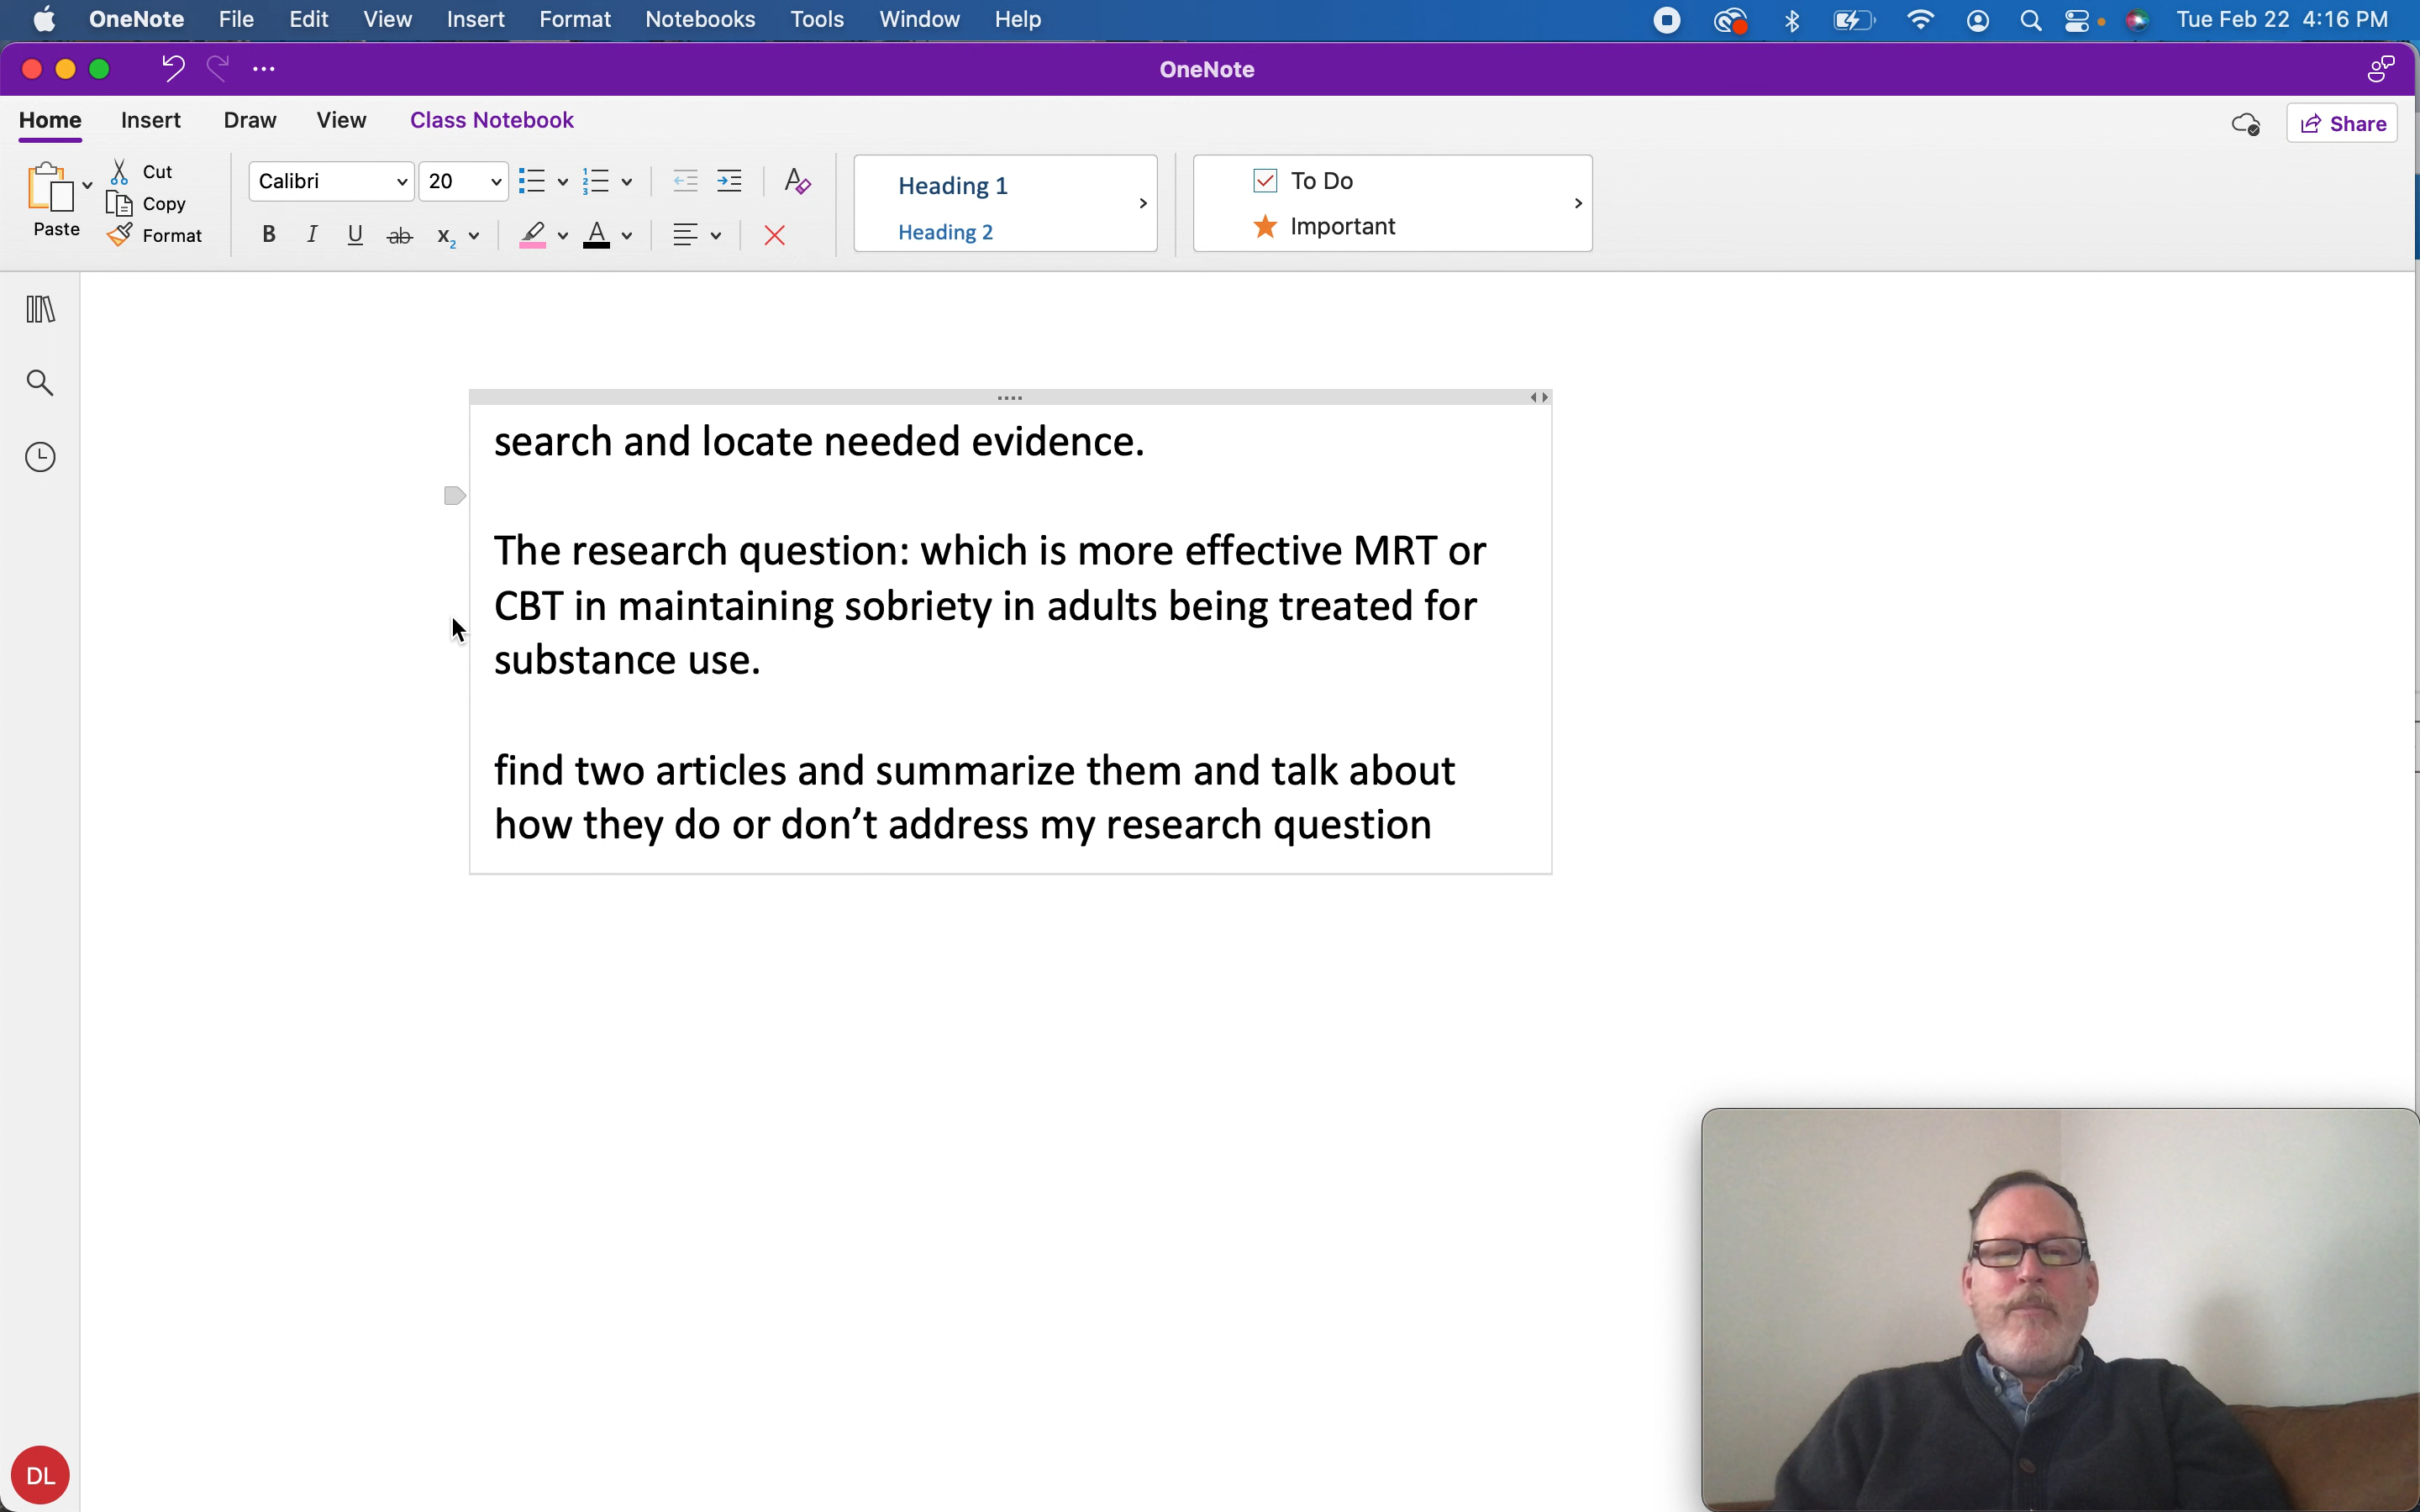 OneNote File Edit View Insert Format Notebooks Tools Window Help Tue Feb 22 4:16 PM
OneNote
Home Insert Draw View Class Notebook Share
Paste
Cut
Copy
Format
Calibri 20
B I U ab x2 A
Heading 1
Heading 2
To Do
Important
search and locate needed evidence.
The research question: which is more effective MRT or
CBT in maintaining sobriety in adults being treated for
substance use.
find two articles and summarize them and talk about
how they do or don’t address my research question
DL